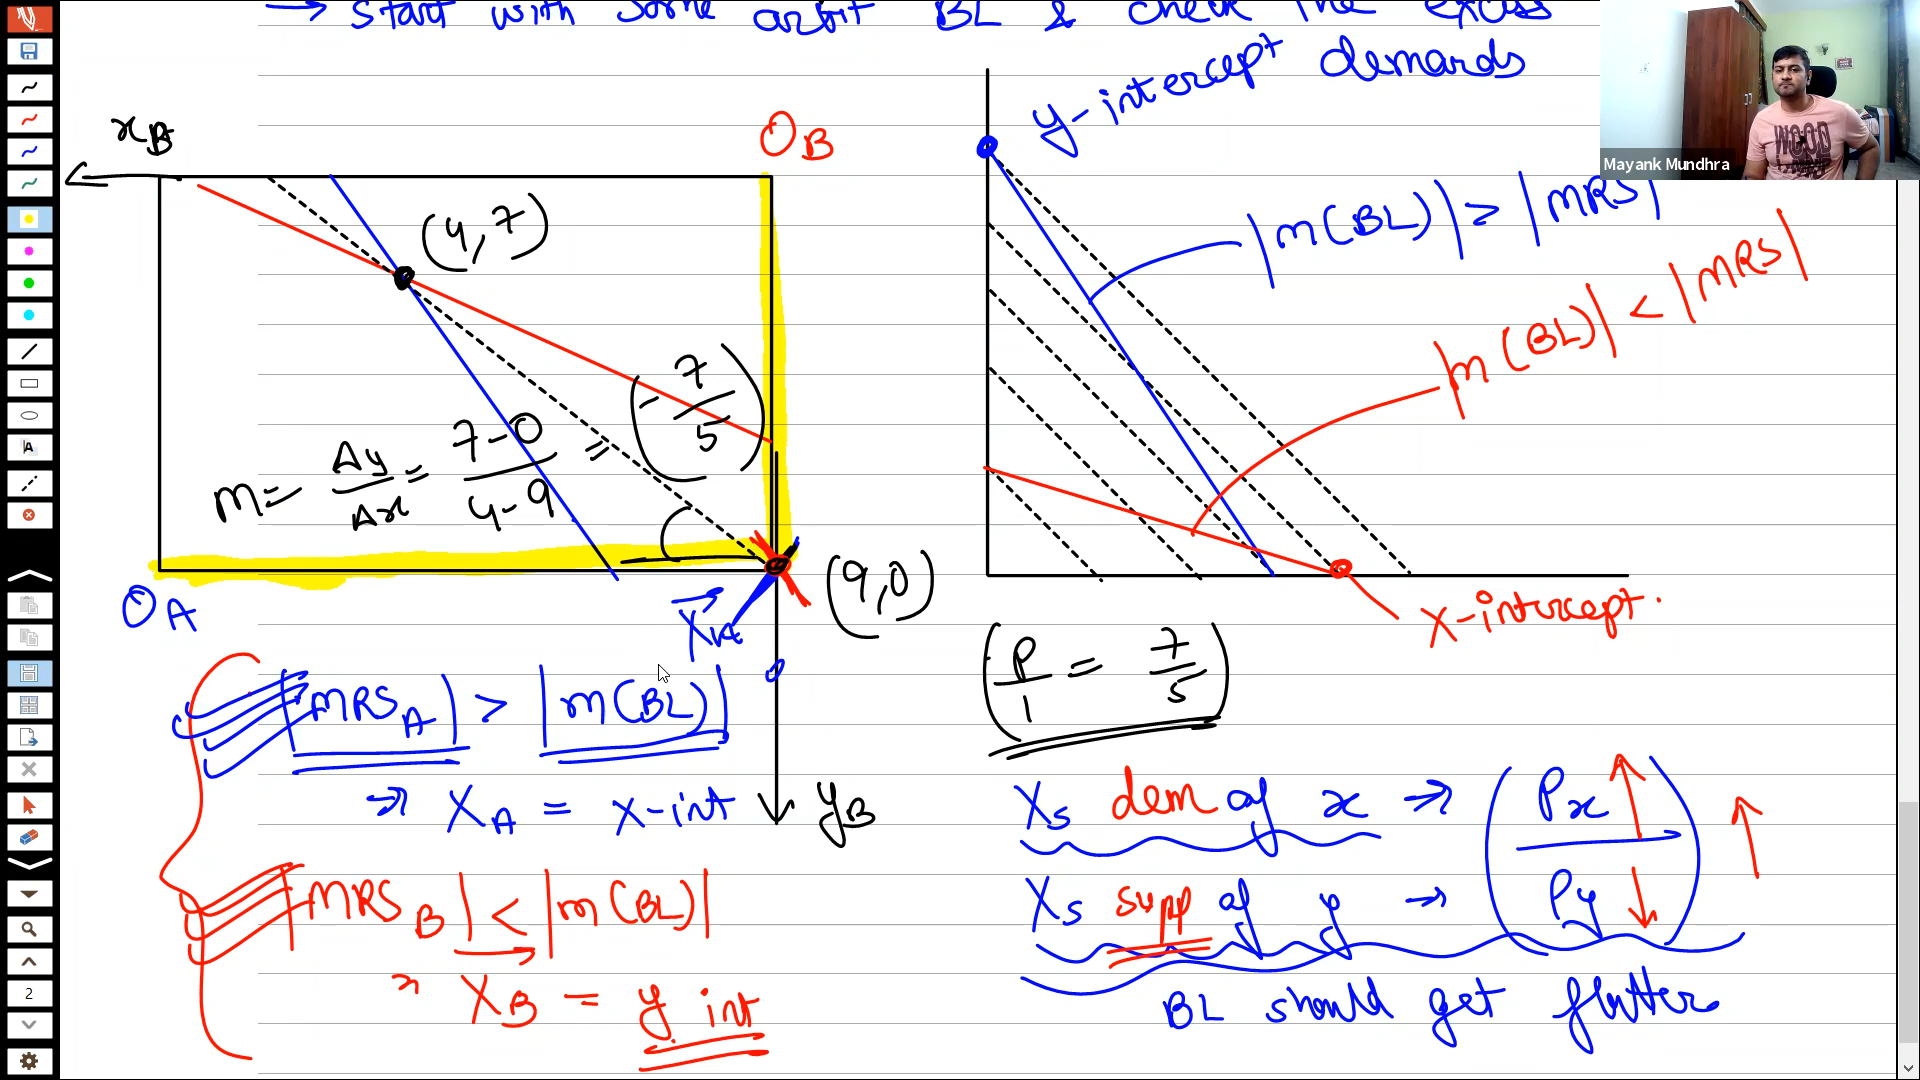 → start with some arbit BL & check the excess
demands
y-intercept
Mayank Mundhra
x_B
O_B
(4,7)
|m(BL)| > |MRS|
|m(BL)| < |MRS|
m = Δy/Δx = 7-0/4-9 = (-7/5)
O_A
(9,0)
X-intercept.
(P/1 = 7/5)
|MRS_A| > |m(BL)|
⇒ X_A = x-int
y_B
Xs dem of x → (Px/Py) ↑
|MRS_B| < |m(BL)|
Xs supp of y →
X_B = y int
BL should get flatter
2